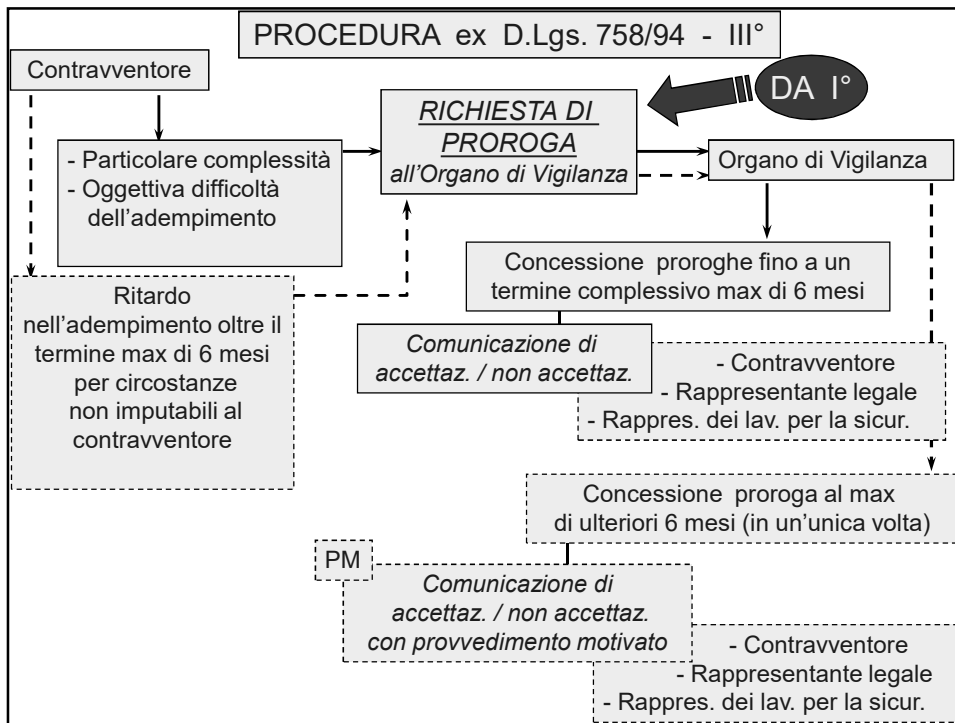 PROCEDURA ex D.Lgs. 758/94 - III°
Contravventore
DA I°
- Particolare complessità
- Oggettiva difficoltà
dell'adempimento
RICHIESTA DI
PROROGA
all'Organo di Vigilanza
Organo di Vigilanza
Concessione proroghe fino a un
termine complessivo max di 6 mesi
Ritardo
nell'adempimento oltre il
termine max di 6 mesi
per circostanze
non imputabili al
contravventore
Comunicazione di
accettaz. / non accettaz.
- Contravventore
- Rappresentante legale
- Rappres. dei lav. per la sicur.
Concessione proroga al max
di ulteriori 6 mesi (in un'unica volta)
PM
Comunicazione di
accettaz. / non accettaz.
con provvedimento motivato
- Contravventore
- Rappresentante legale
- Rappres. dei lav. per la sicur.